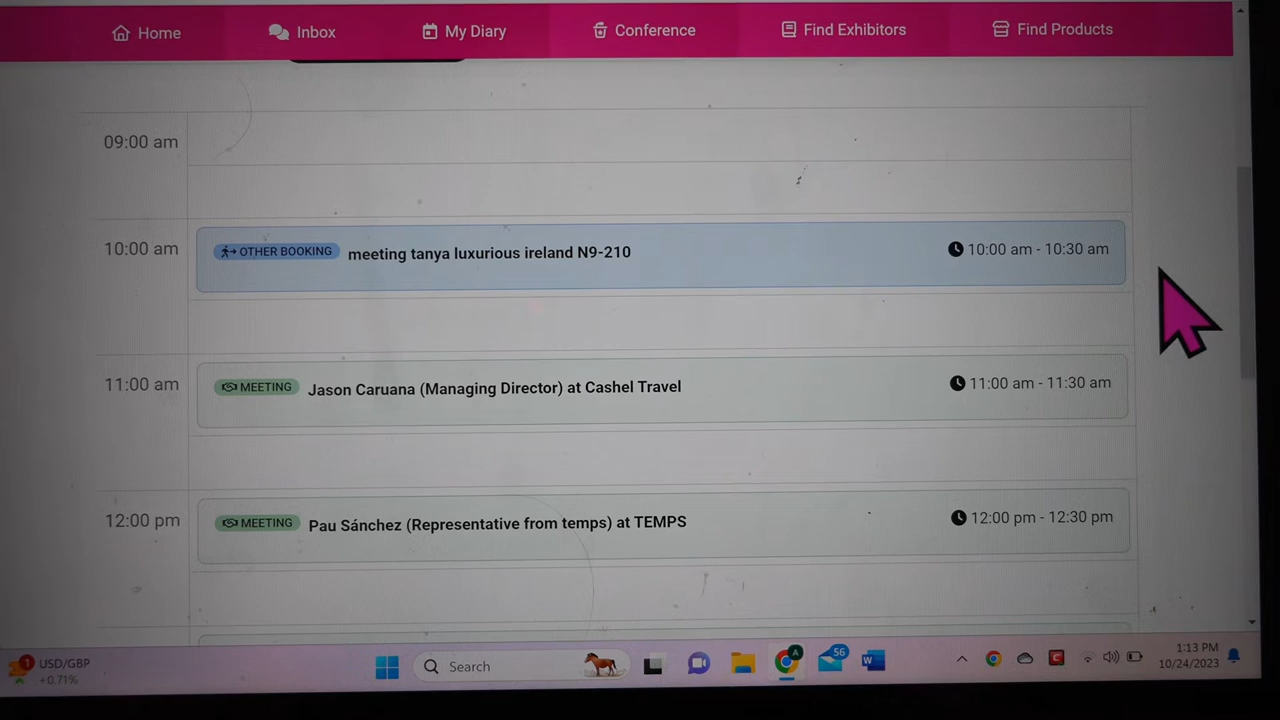 Home Inbox My Diary Conference Find Exhibitors Find Products
09:00 am
10:00 am OTHER BOOKING meeting tanya luxurious ireland N9-210 10:00 am - 10:30 am
11:00 am MEETING Jason Caruana (Managing Director) at Cashel Travel 11:00 am - 11:30 am
12:00 pm MEETING Pau Sánchez (Representative from temps) at TEMPS 12:00 pm - 12:30 pm
1 USD/GBP
+0.71%
Search
A
56
W
C
1:13 PM
10/24/2023